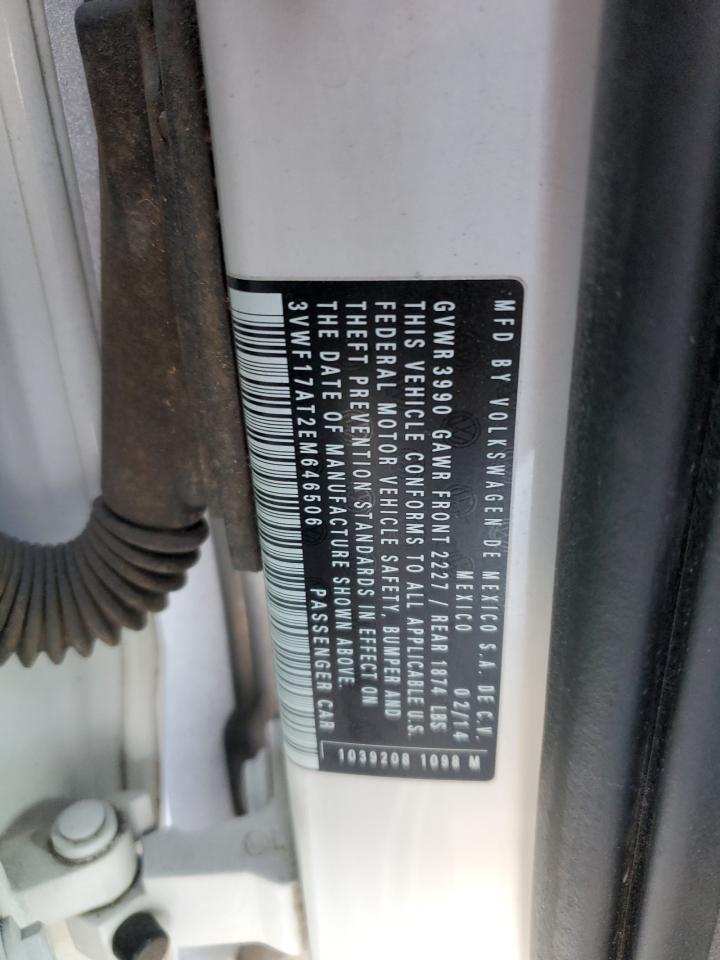 MFD BY VOLKSWAGEN DE MEXICO S.A. DE C.V.
MEXICO 02/14
GVWR 3990 GAWR FRONT 2227 / REAR 1874 LBS
THIS VEHICLE CONFORMS TO ALL APPLICABLE U.S.
FEDERAL MOTOR VEHICLE SAFETY, BUMPER AND
THEFT PREVENTION STANDARDS IN EFFECT ON
THE DATE OF MANUFACTURE SHOWN ABOVE.
3VWF17AT2EM646506 PASSENGER CAR
1039208 1098 M